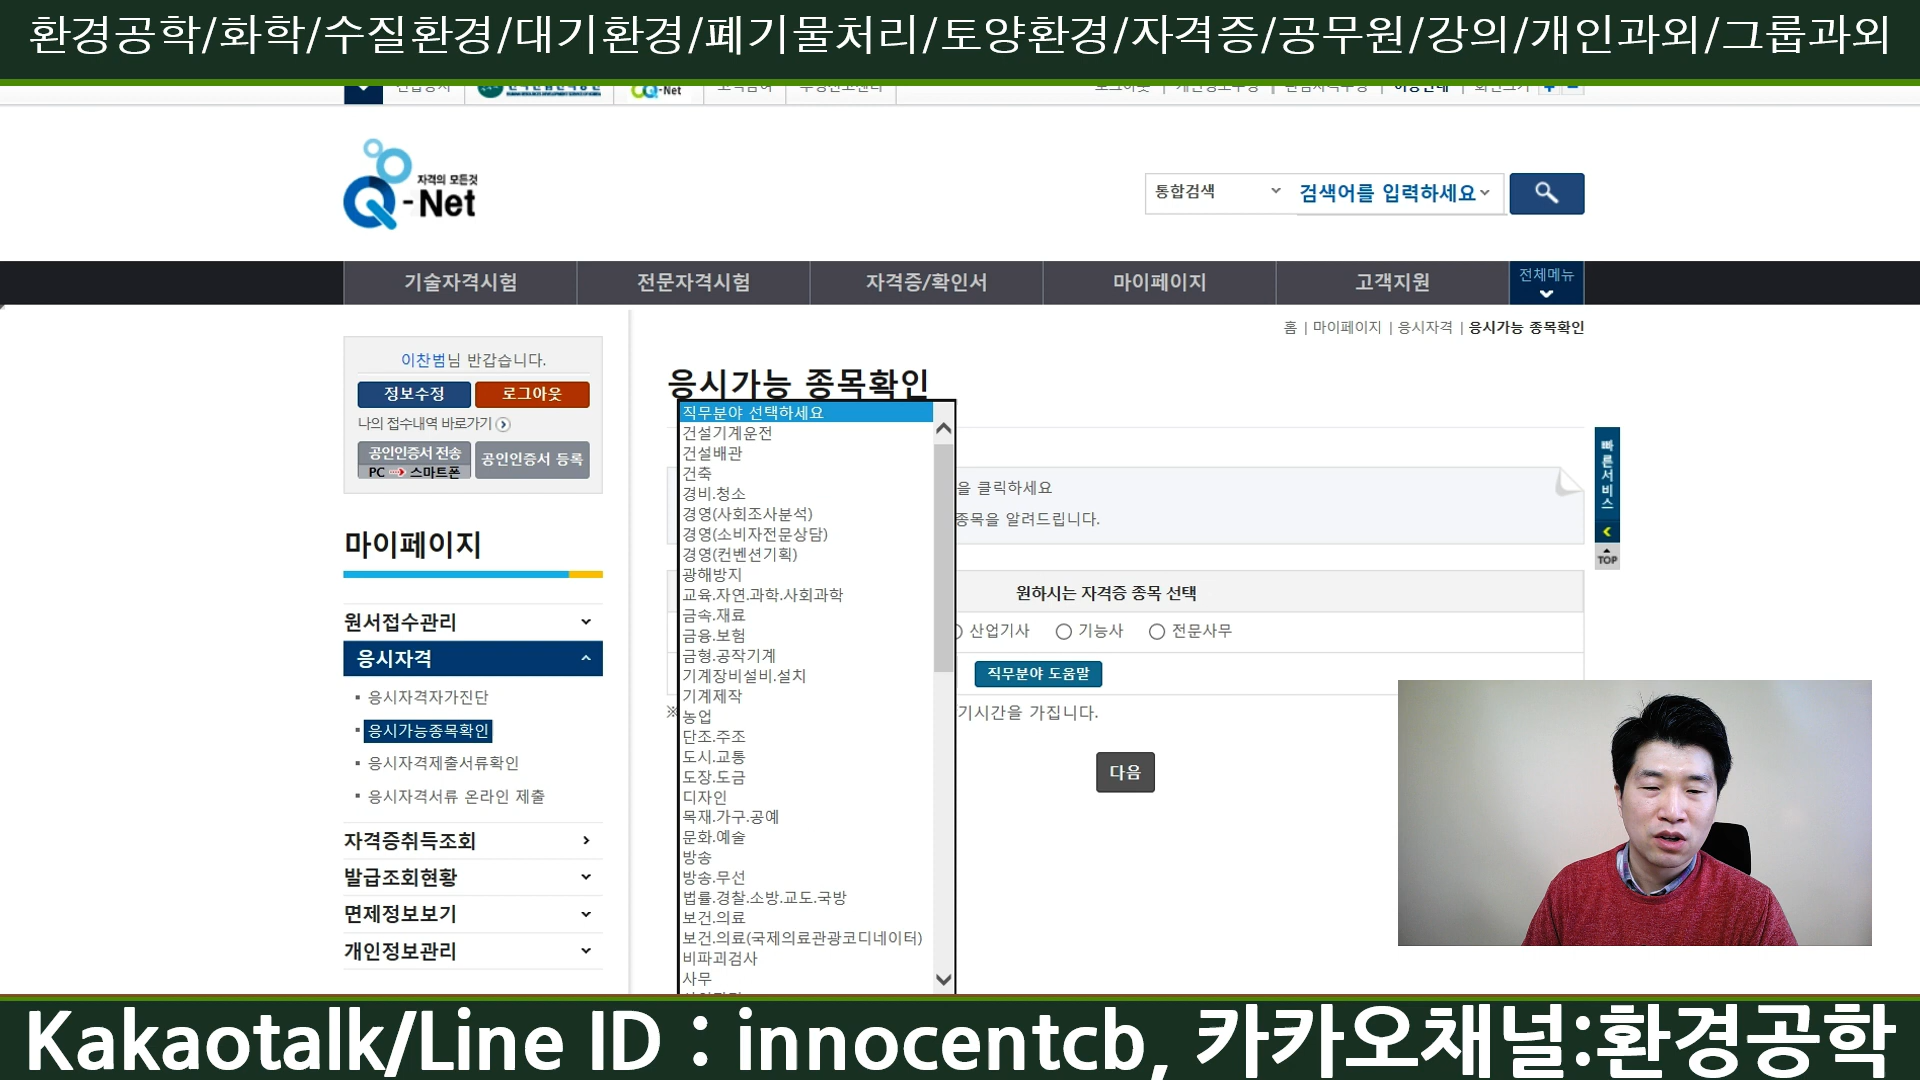 환경공학/화학/수질환경/대기환경/폐기물처리/토양환경/자격증/공무원/강의/개인과외/그룹과외
Q-Net
자격의 모든것
Q-Net
통합검색
검색어를 입력하세요
기술자격시험
전문자격시험
자격증/확인서
마이페이지
고객지원
전체메뉴
홈 | 마이페이지 | 응시자격 | 응시가능 종목확인
이찬범님 반갑습니다.
정보수정
로그아웃
나의 접수내역 바로가기
공인인증서 전송
PC 스마트폰
공인인증서 등록
마이페이지
원서접수관리
응시자격
응시자격자가진단
응시가능종목확인
응시자격제출서류확인
응시자격서류 온라인 제출
자격증취득조회
발급조회현황
면제정보보기
개인정보관리
응시가능 종목확인
직무분야 선택하세요
건설기계운전
건설배관
건축
경비.청소
경영(사회조사분석)
경영(소비자전문상담)
경영(컨벤션기획)
광해방지
교육.자연.과학.사회과학
금속.재료
금융.보험
금형.공작기계
기계장비설비.설치
기계제작
농업
단조.주조
도시.교통
도장.도금
디자인
목재.가구.공예
문화.예술
방송
방송.무선
법률.경찰.소방.교도.국방
보건.의료
보건.의료(국제의료관광코디네이터)
비파괴검사
사무
을 클릭하세요
종목을 알려드립니다.
원하시는 자격증 종목 선택
산업기사
기능사
전문사무
직무분야 도움말
※
기시간을 가집니다.
다음
빠른서비스
TOP
Kakaotalk/Line ID : innocentcb, 카카오채널:환경공학